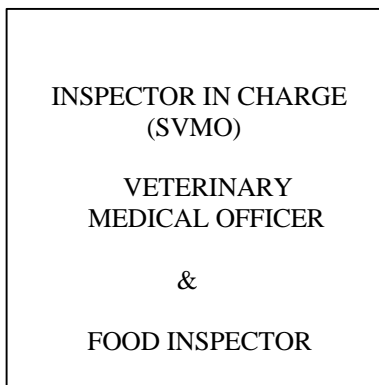 INSPECTOR IN CHARGE
(SVMO)
VETERINARY
MEDICAL OFFICER
&
FOOD INSPECTOR